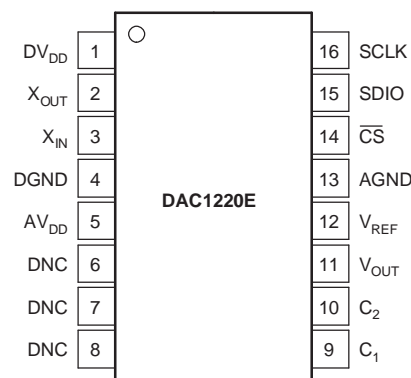 DV_DD 1 16 SCLK
X_OUT 2 15 SDIO
X_IN 3 14 C̅S̅
DGND 4 13 AGND
DAC1220E
AV_DD 5 12 V_REF
DNC 6 11 V_OUT
DNC 7 10 C_2
DNC 8 9 C_1